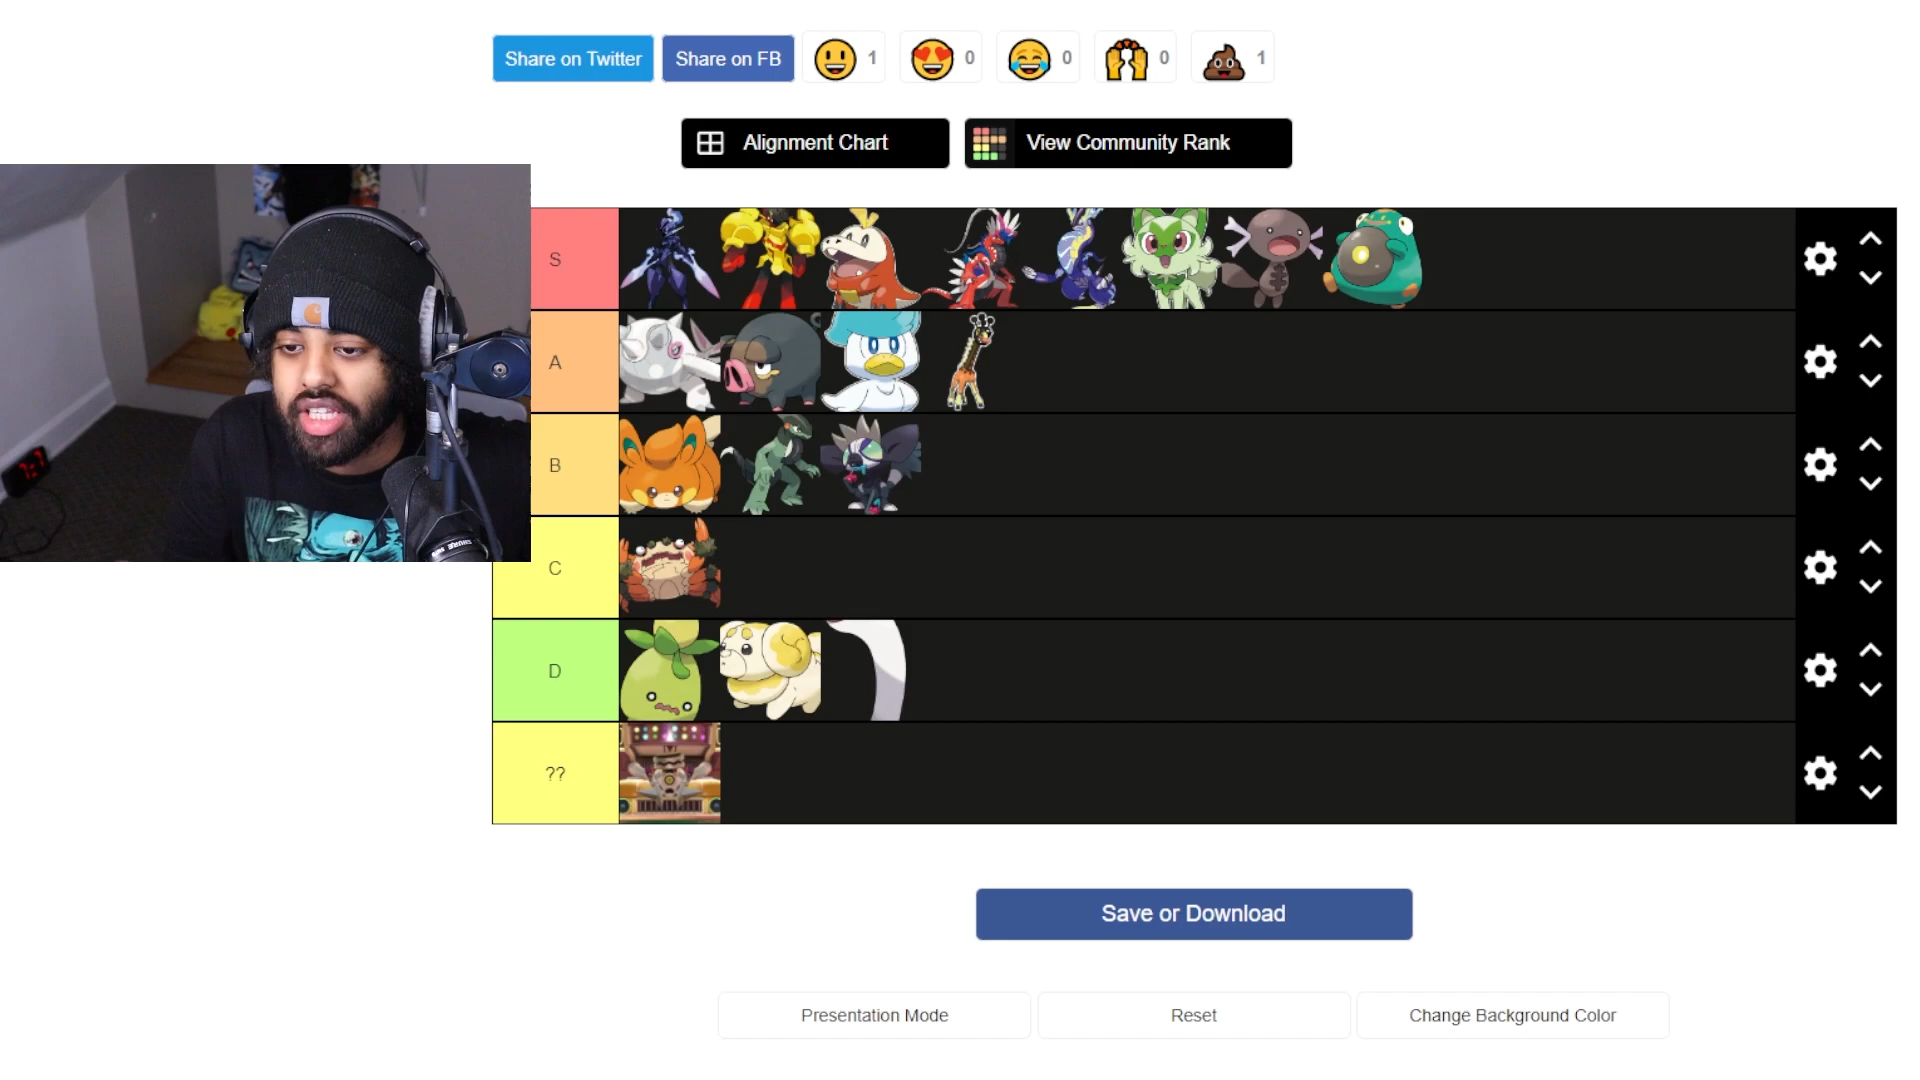 Share on Twitter
Share on FB
1
0
0
0
1
Alignment Chart
View Community Rank
S
A
B
C
D
??
SHURE
Save or Download
Presentation Mode
Reset
Change Background Color